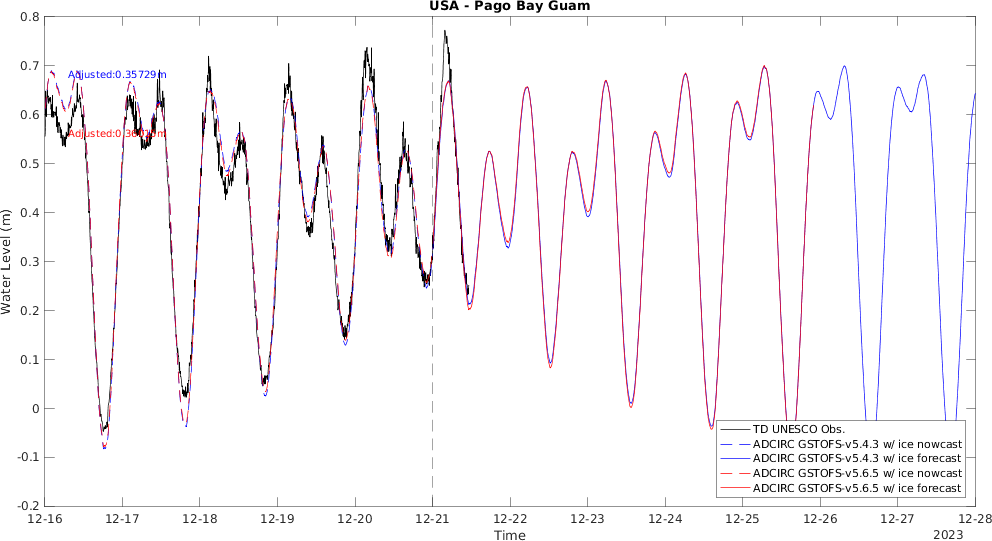 USA - Pago Bay Guam
0.8
0.7
0.6
0.5
0.4
0.3
0.2
0.1
0
-0.1
-0.2
Water Level (m)
Adjusted:0.35729m
12-16
12-17
12-18
12-19
12-20
12-21
12-22
12-23
12-24
12-25
12-26
12-27
12-28
Time
2023
TD UNESCO Obs.
ADCIRC GSTOFS-v5.4.3 w/ ice nowcast
ADCIRC GSTOFS-v5.4.3 w/ ice forecast
ADCIRC GSTOFS-v5.6.5 w/ ice nowcast
ADCIRC GSTOFS-v5.6.5 w/ ice forecast